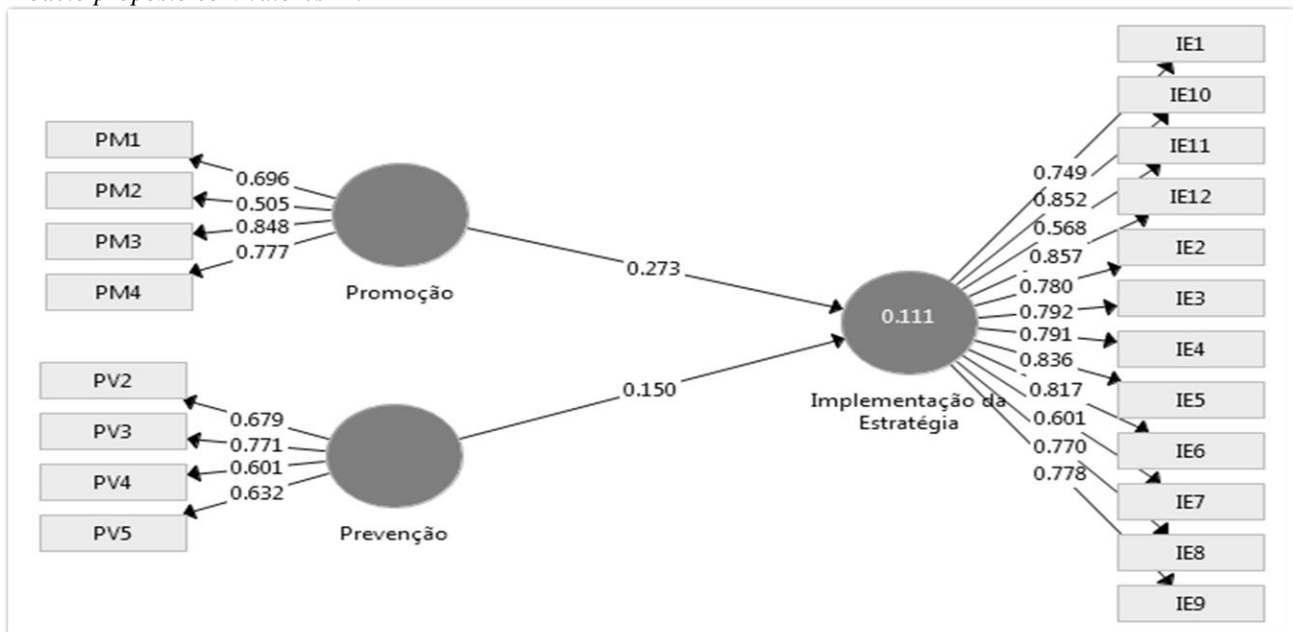 PM1
PM2
PM3
PM4
0.696
0.505
0.848
0.777
Promoção
PV2
PV3
PV4
PV5
0.679
0.771
0.601
0.632
Prevenção
0.273
0.150
0.111
Implementação da
Estratégia
0.749
0.852
0.568
0.857
0.780
0.792
0.791
0.836
0.817
0.601
0.770
0.778
IE1
IE10
IE11
IE12
IE2
IE3
IE4
IE5
IE6
IE7
IE8
IE9